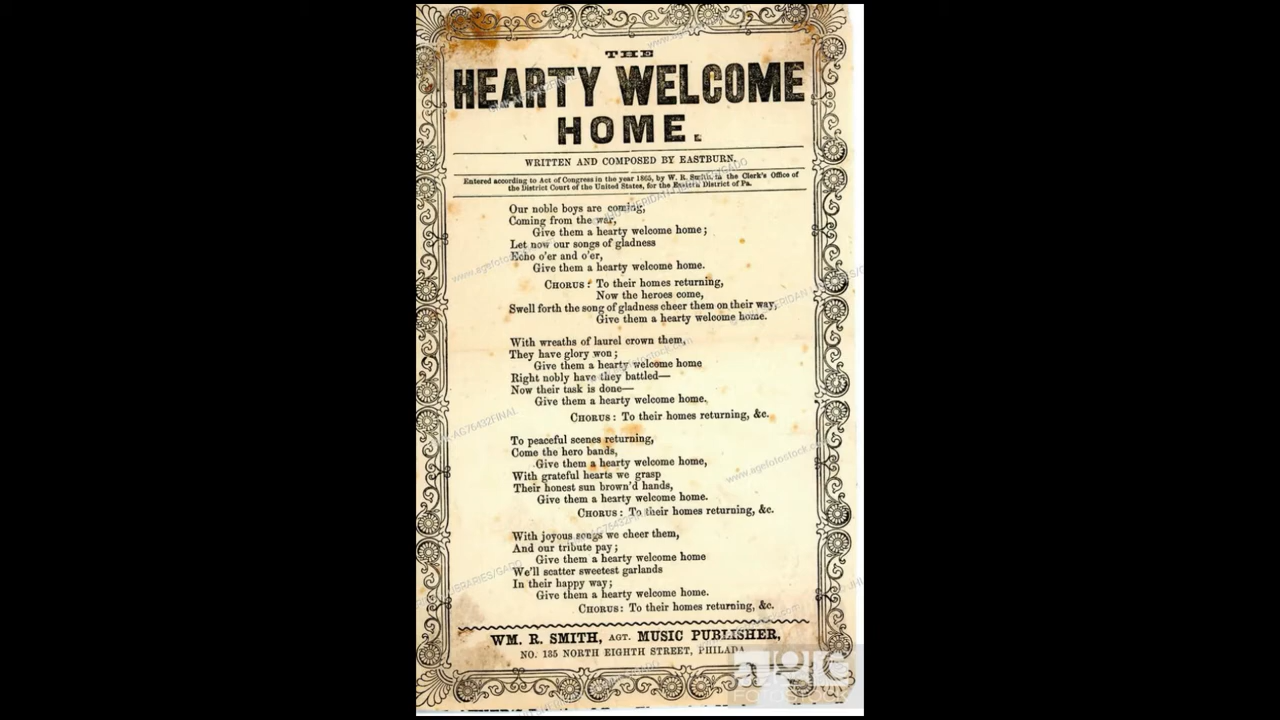 THE
HEARTY WELCOME
HOME.
WRITTEN AND COMPOSED BY EASTBURN.
Entered according to Act of Congress in the year 1865, by W. R. Smith, in the Clerk's Office of
the District Court of the United States, for the Eastern District of Pa.
Our noble boys are coming,
Coming from the war,
Give them a hearty welcome home;
Let now our songs of gladness
Echo o'er and o'er,
Give them a hearty welcome home.
CHORUS: To their homes returning,
Now the heroes come,
Swell forth the song of gladness cheer them on their way,
Give them a hearty welcome home.
With wreaths of laurel crown them,
They have glory won;
Give them a hearty welcome home
Right nobly have they battled—
Now their task is done—
Give them a hearty welcome home.
CHORUS: To their homes returning, &c.
To peaceful scenes returning,
Come the hero bands,
Give them a hearty welcome home,
With grateful hearts we grasp
Their honest sun brown'd hands,
Give them a hearty welcome home.
CHORUS: To their homes returning, &c.
With joyous songs we cheer them,
And our tribute pay;
Give them a hearty welcome home
We'll scatter sweetest garlands
In their happy way;
Give them a hearty welcome home.
CHORUS: To their homes returning, &c.
WM. R. SMITH, AGT. MUSIC PUBLISHER,
NO. 135 NORTH EIGHTH STREET, PHILADA.
age
FOTOSTOCK
www.agefotostock.com